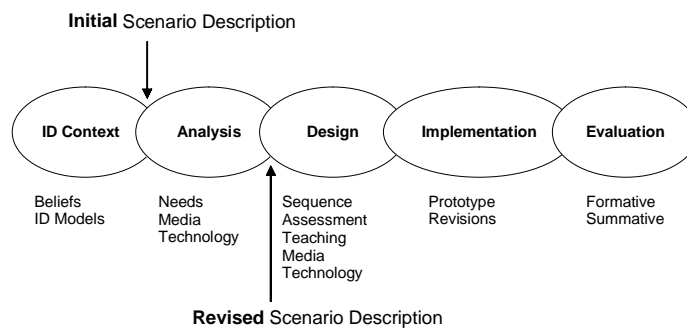 Initial Scenario Description
ID Context
Analysis
Design
Implementation
Evaluation
Beliefs
ID Models
Needs
Media
Technology
Sequence
Assessment
Teaching
Media
Technology
Prototype
Revisions
Formative
Summative
Revised Scenario Description